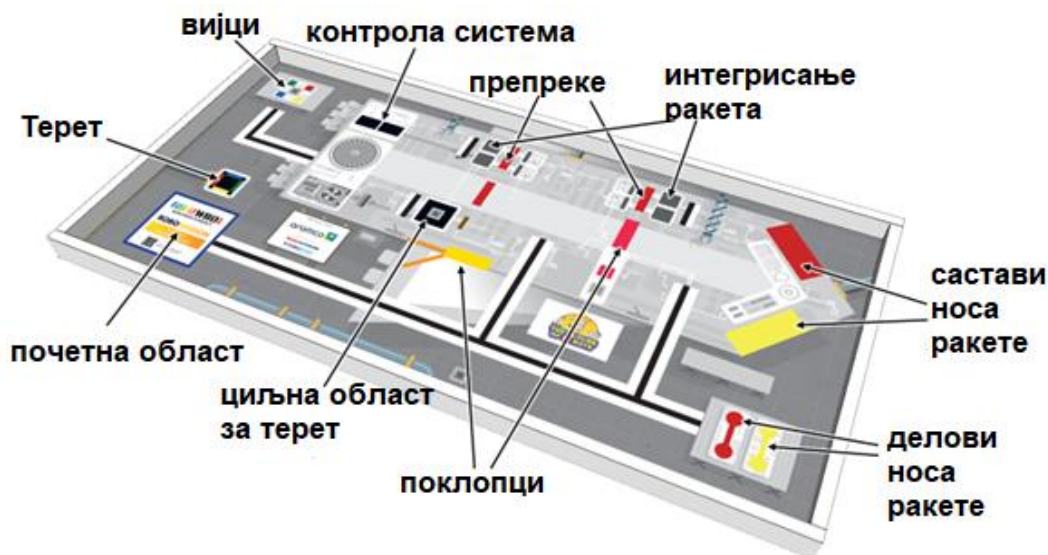 вијци
контрола система
препреке
интегрисање
ракета
Терет
aramco
састави
носа
ракете
почетна област
циљна област
за терет
поклопци
делови
носа
ракете